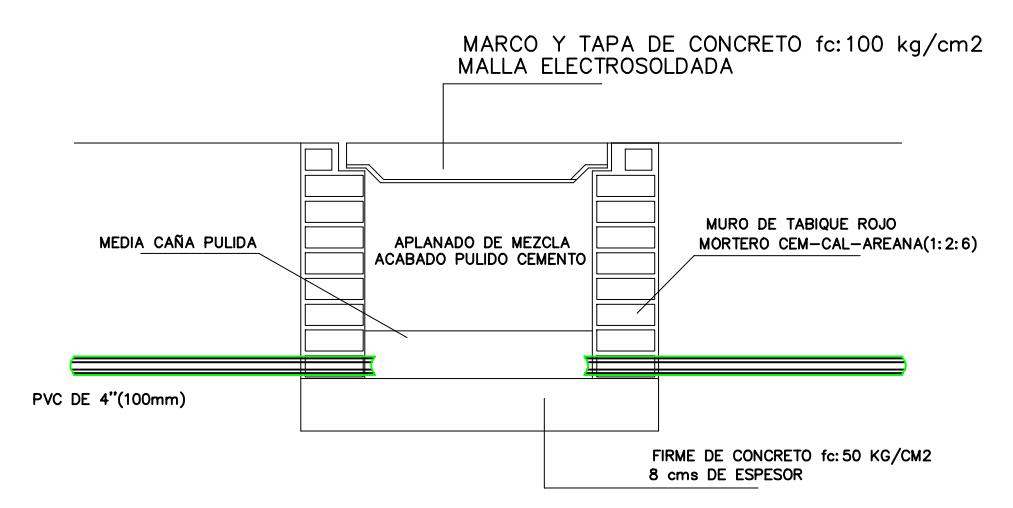 MARCO Y TAPA DE CONCRETO fc:100 kg/cm2
MALLA ELECTROSOLDADA
MEDIA CAÑA PULIDA
APLANADO DE MEZCLA
ACABADO PULIDO CEMENTO
MURO DE TABIQUE ROJO
MORTERO CEM-CAL-AREANA(1:2:6)
PVC DE 4"(100mm)
FIRME DE CONCRETO fc:50 KG/CM2
8 cms DE ESPESOR